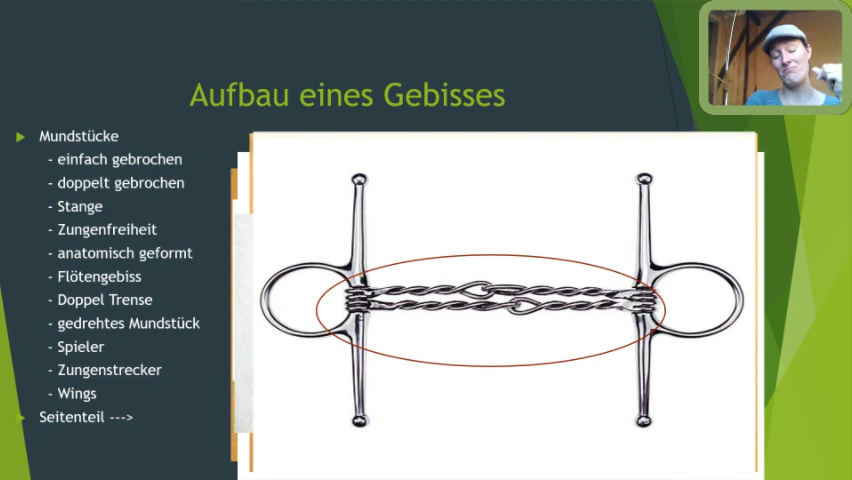 Aufbau eines Gebisses
Mundstücke
- einfach gebrochen
- doppelt gebrochen
- Stange
- Zungenfreiheit
- anatomisch geformt
- Flötengebiss
- Doppel Trense
- gedrehtes Mundstück
- Spieler
- Zungenstrecker
- Wings
Seitenteil --->